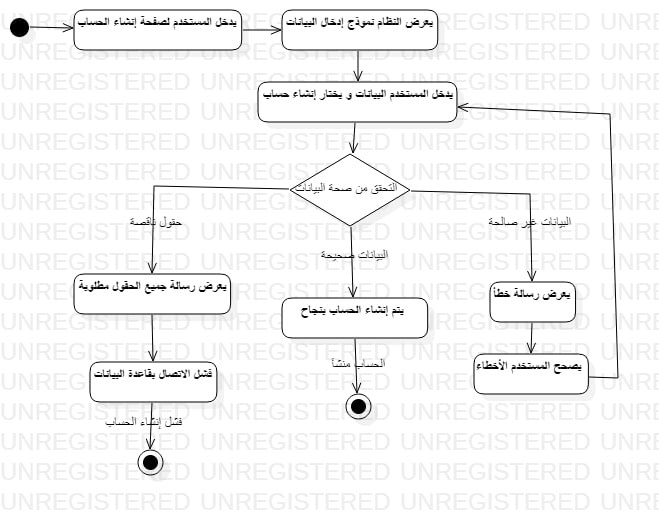 يدخل المستخدم لصفحة إنشاء الحساب
يعرض النظام نموذج إدخال البيانات
يدخل المستخدم البيانات و يختار إنشاء حساب
التحقق من صحة البيانات
حقول ناقصة
البيانات غير صالحة
البيانات صحيحة
يعرض رسالة جميع الحقول مطلوبة
يعرض رسالة خطأ
يتم إنشاء الحساب بنجاح
فشل الاتصال بقاعدة البيانات
الحساب منشأ
يصحح المستخدم الأخطاء
فشل إنشاء الحساب
UNREGISTERED